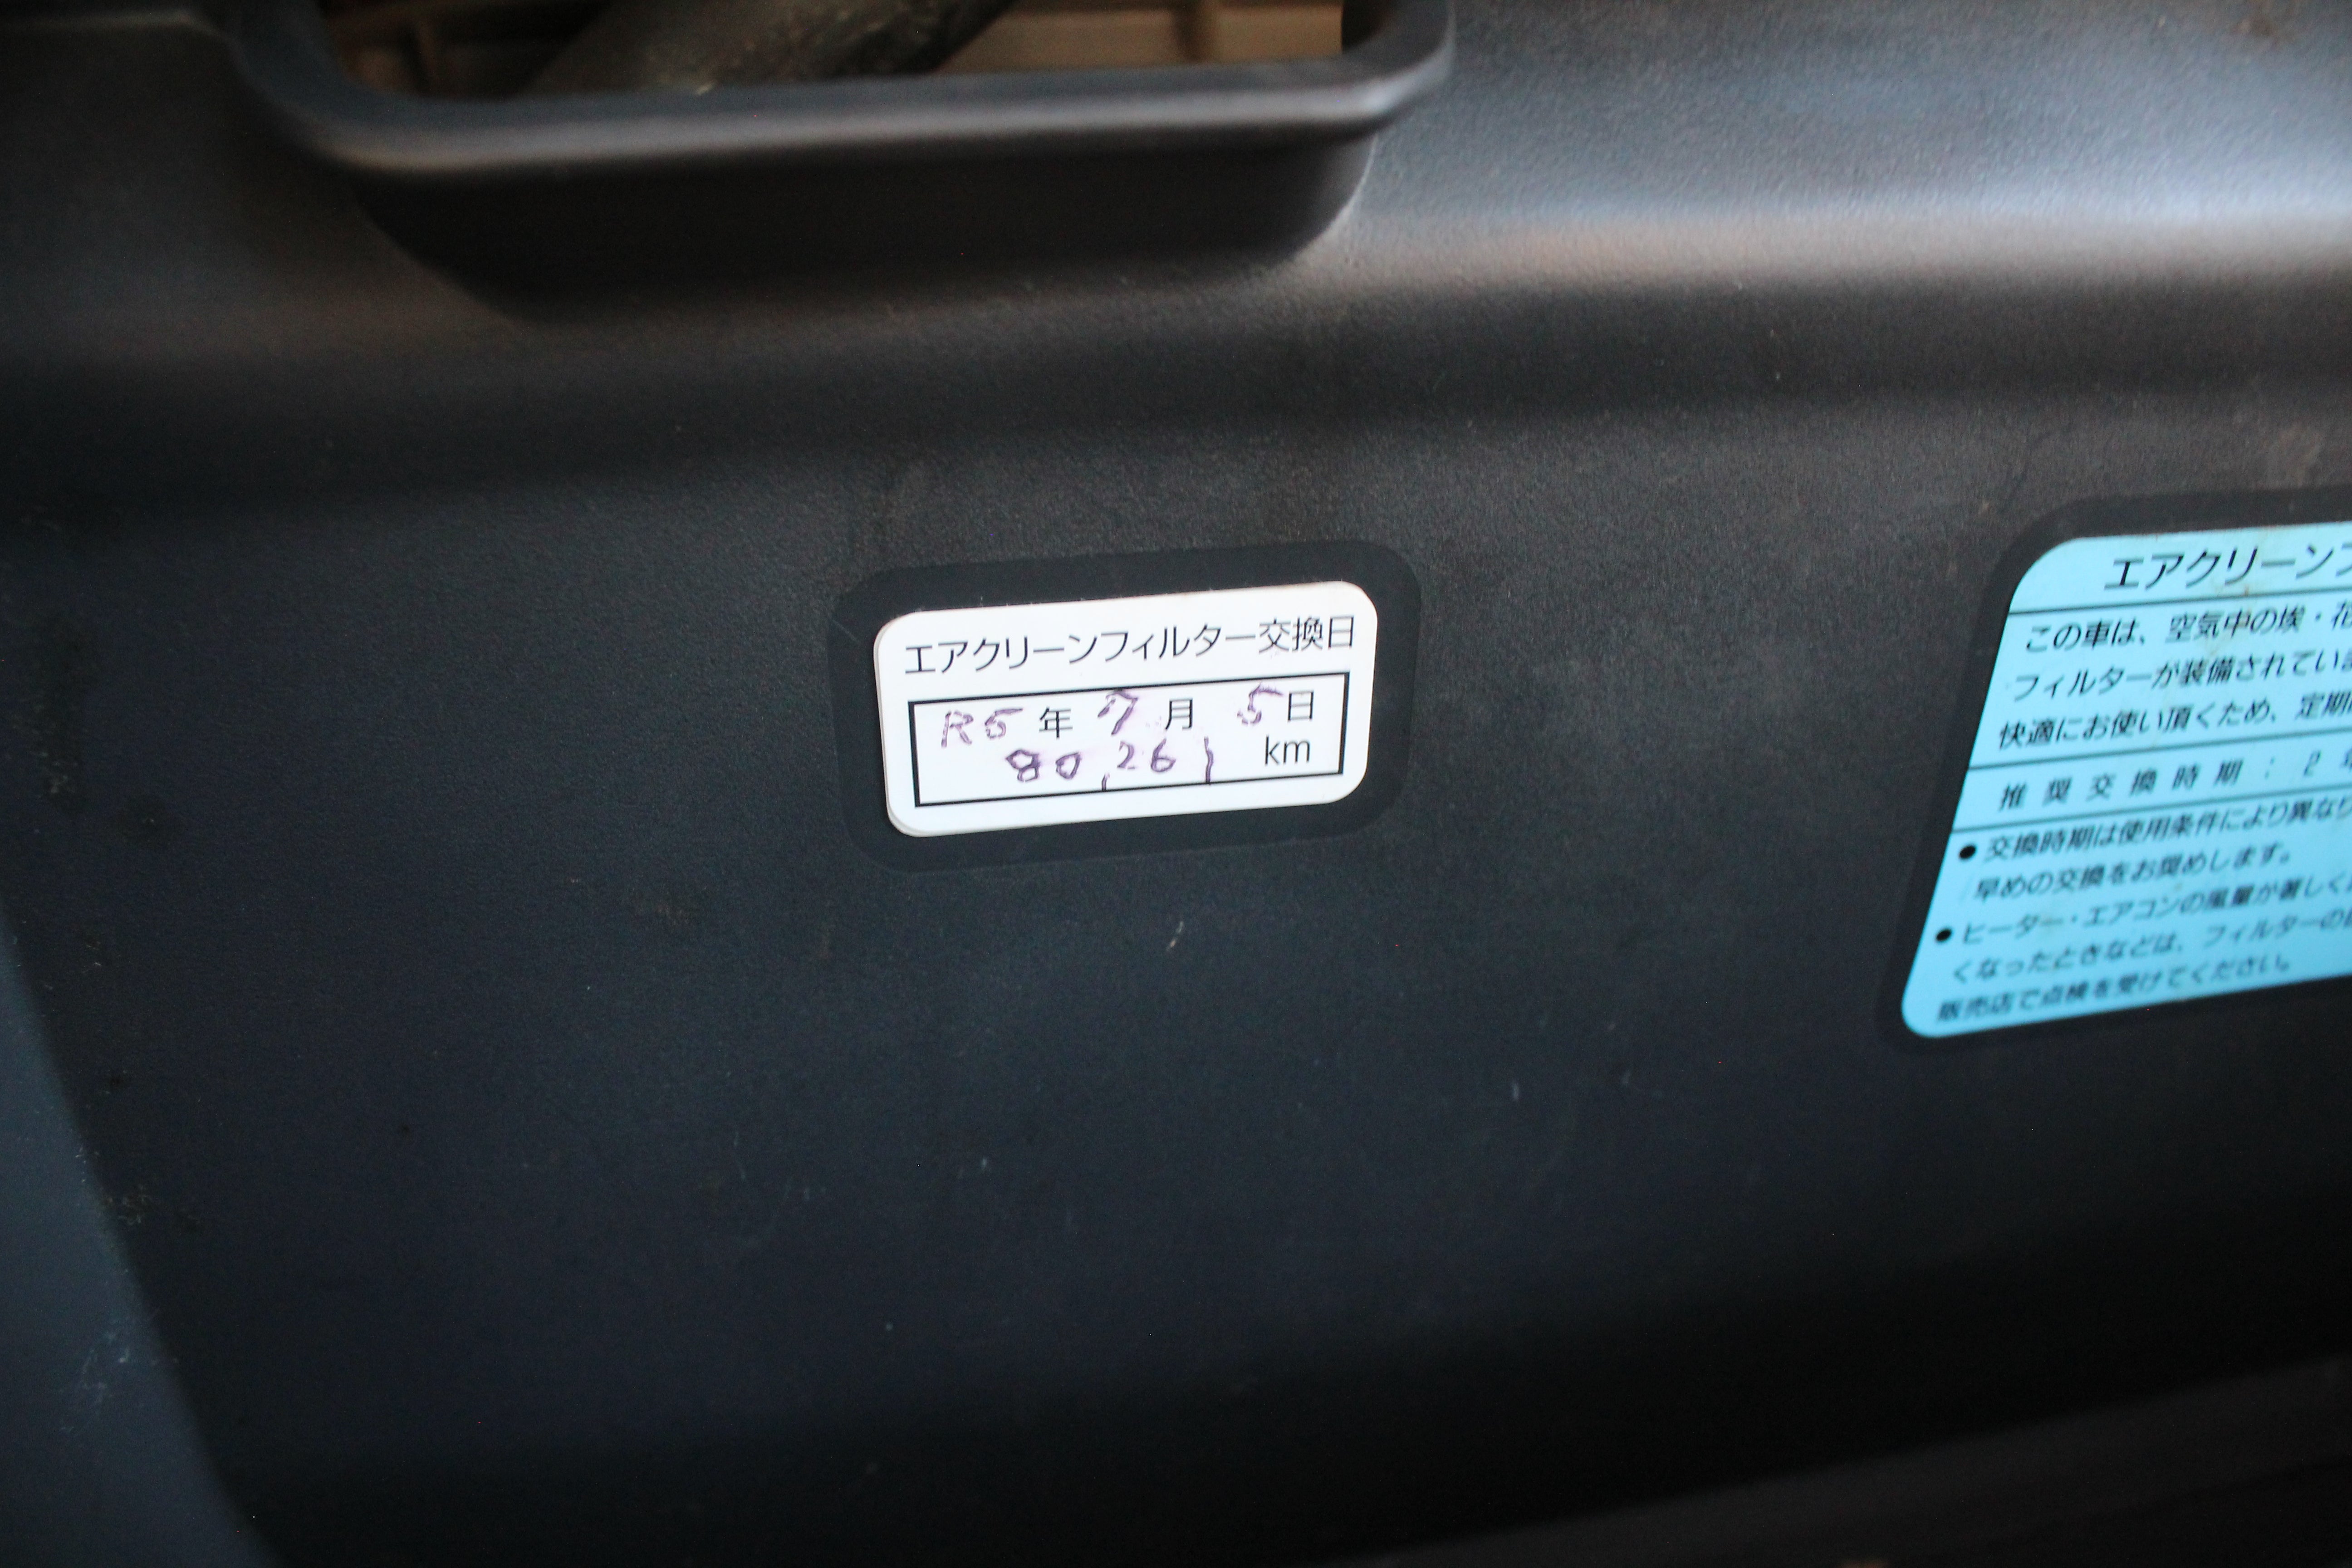 エアクリーンフィルター交換日
R5年 7月 5日
80,261 km
エアクリーンフ
この車は、空気中の埃・花
フィルターが装備されていま
快適にお使い頂くため、定期
推奨交換時期:2年
●交換時期は使用条件により異なり
早めの交換をお奨めします。
●ヒーター・エアコンの風量が著しく
くなったときなどは、フィルターの
販売店で点検を受けてください。